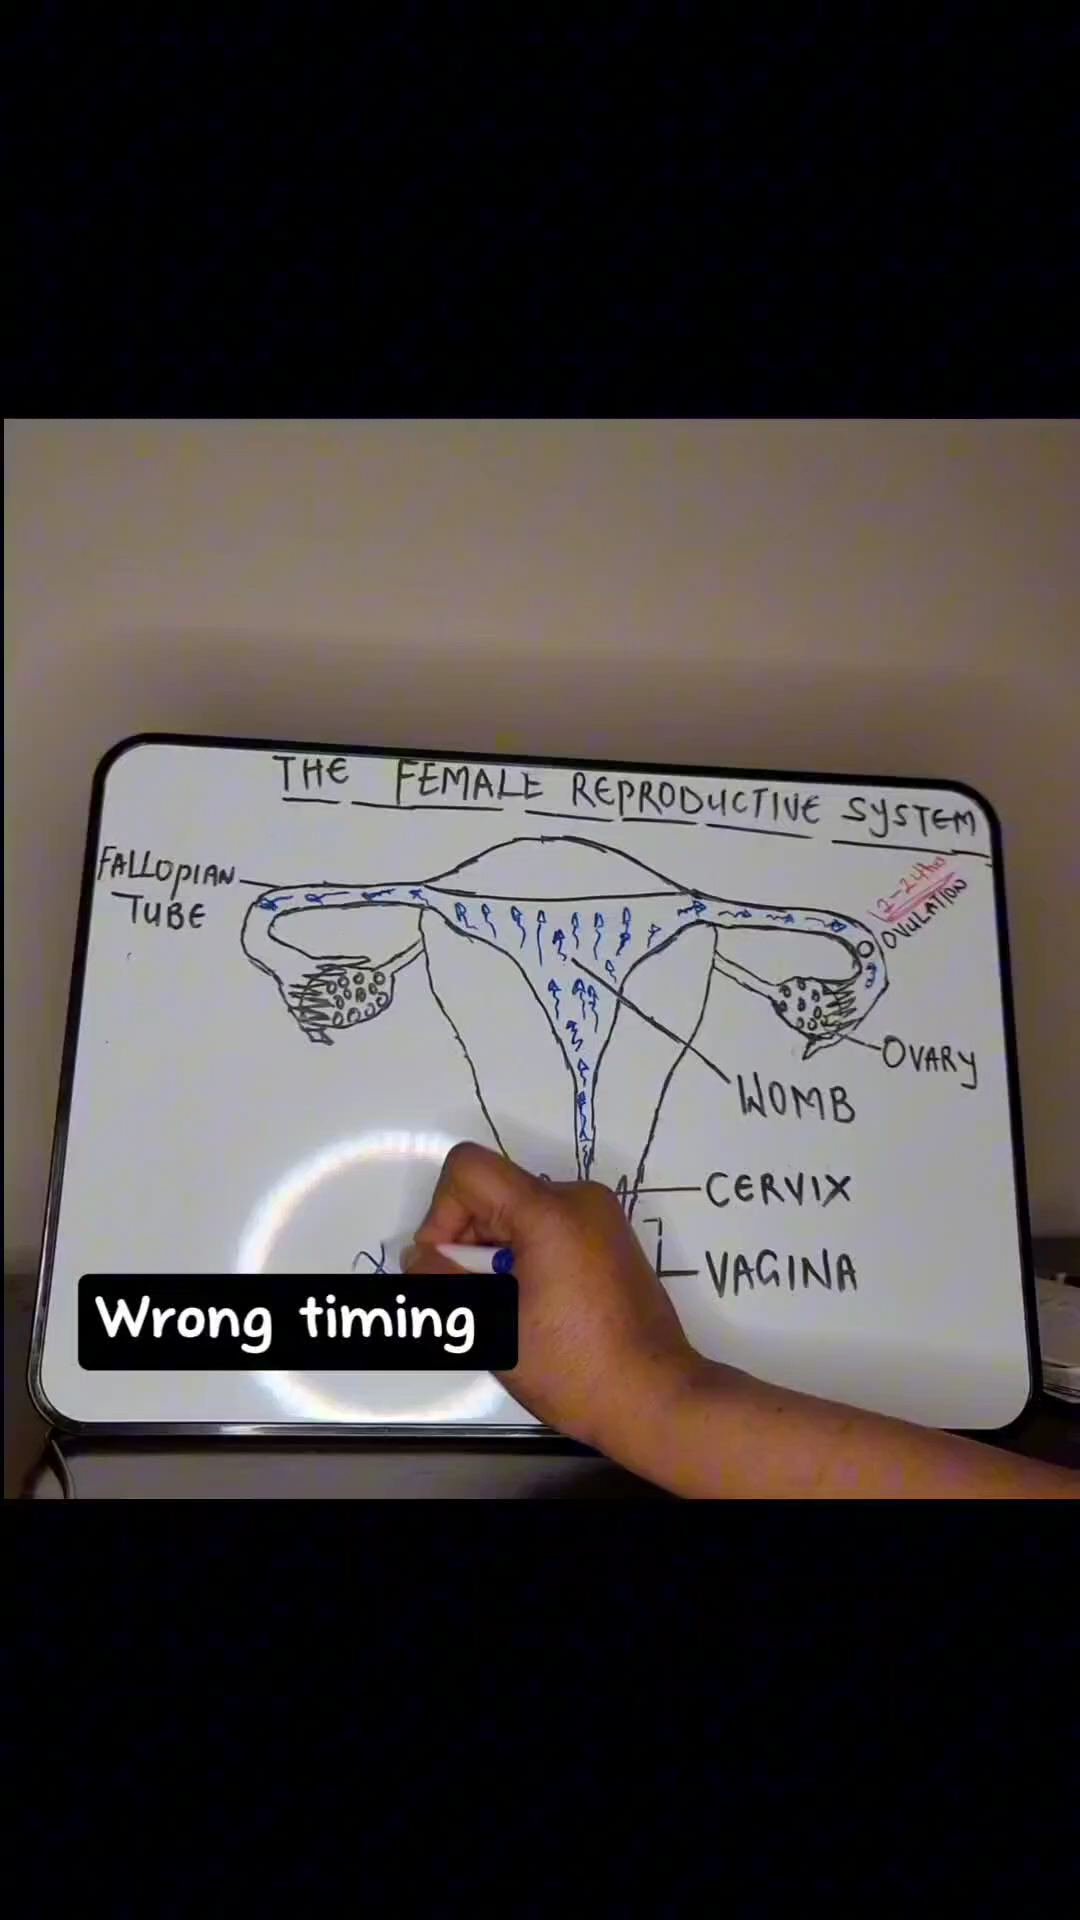 THE FEMALE REPRODUCTIVE SYSTEM
FALLOPIAN
TUBE
12-24hrs
OVULATION
OVARY
WOMB
CERVIX
VAGINA
Wrong timing